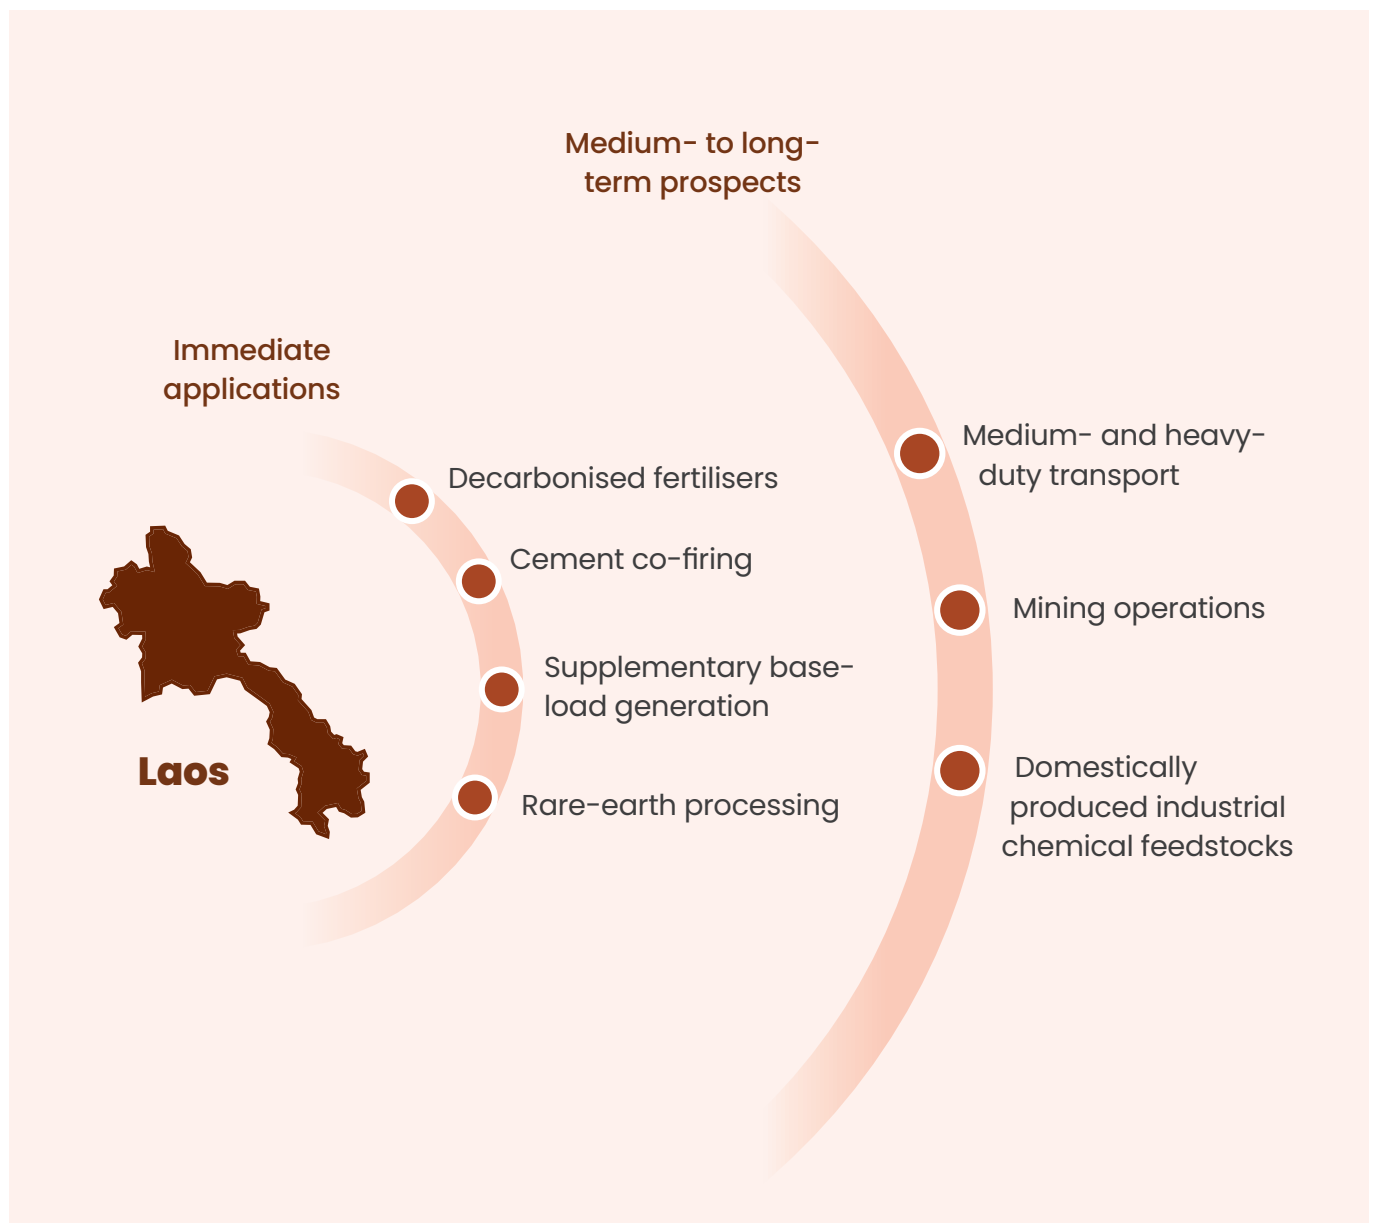 Medium- to long-
term prospects
Immediate
applications
Decarbonised fertilisers
Cement co-firing
Supplementary base-
load generation
Rare-earth processing
Laos
Medium- and heavy-
duty transport
Mining operations
Domestically
produced industrial
chemical feedstocks